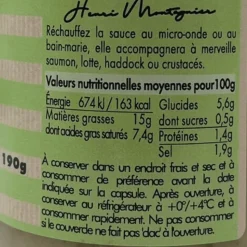 Henri Montagnier
Réchauffez la sauce au micro-onde ou au
bain-marie, elle accompagnera à merveille
saumon, lotte, haddock ou crustacés.
Valeurs nutritionnelles moyennes pour100g
Énergie 674 kJ / 163 kcal Glucides 5,6g
Matières grasses 15g dont sucres 0,5g
dont acides gras saturés 7,4g Protéines 1,4g
Sel 1,9g
190g
À conserver dans un endroit frais et sec et à
consommer de préférence avant la date
indiquée sur la capsule. Après ouverture, à
conserver au réfrigérateur à +0°/+4°C et à
consommer rapidement. Ne pas consommer
si le couvercle ne fait pas 'clac' à l'ouverture.